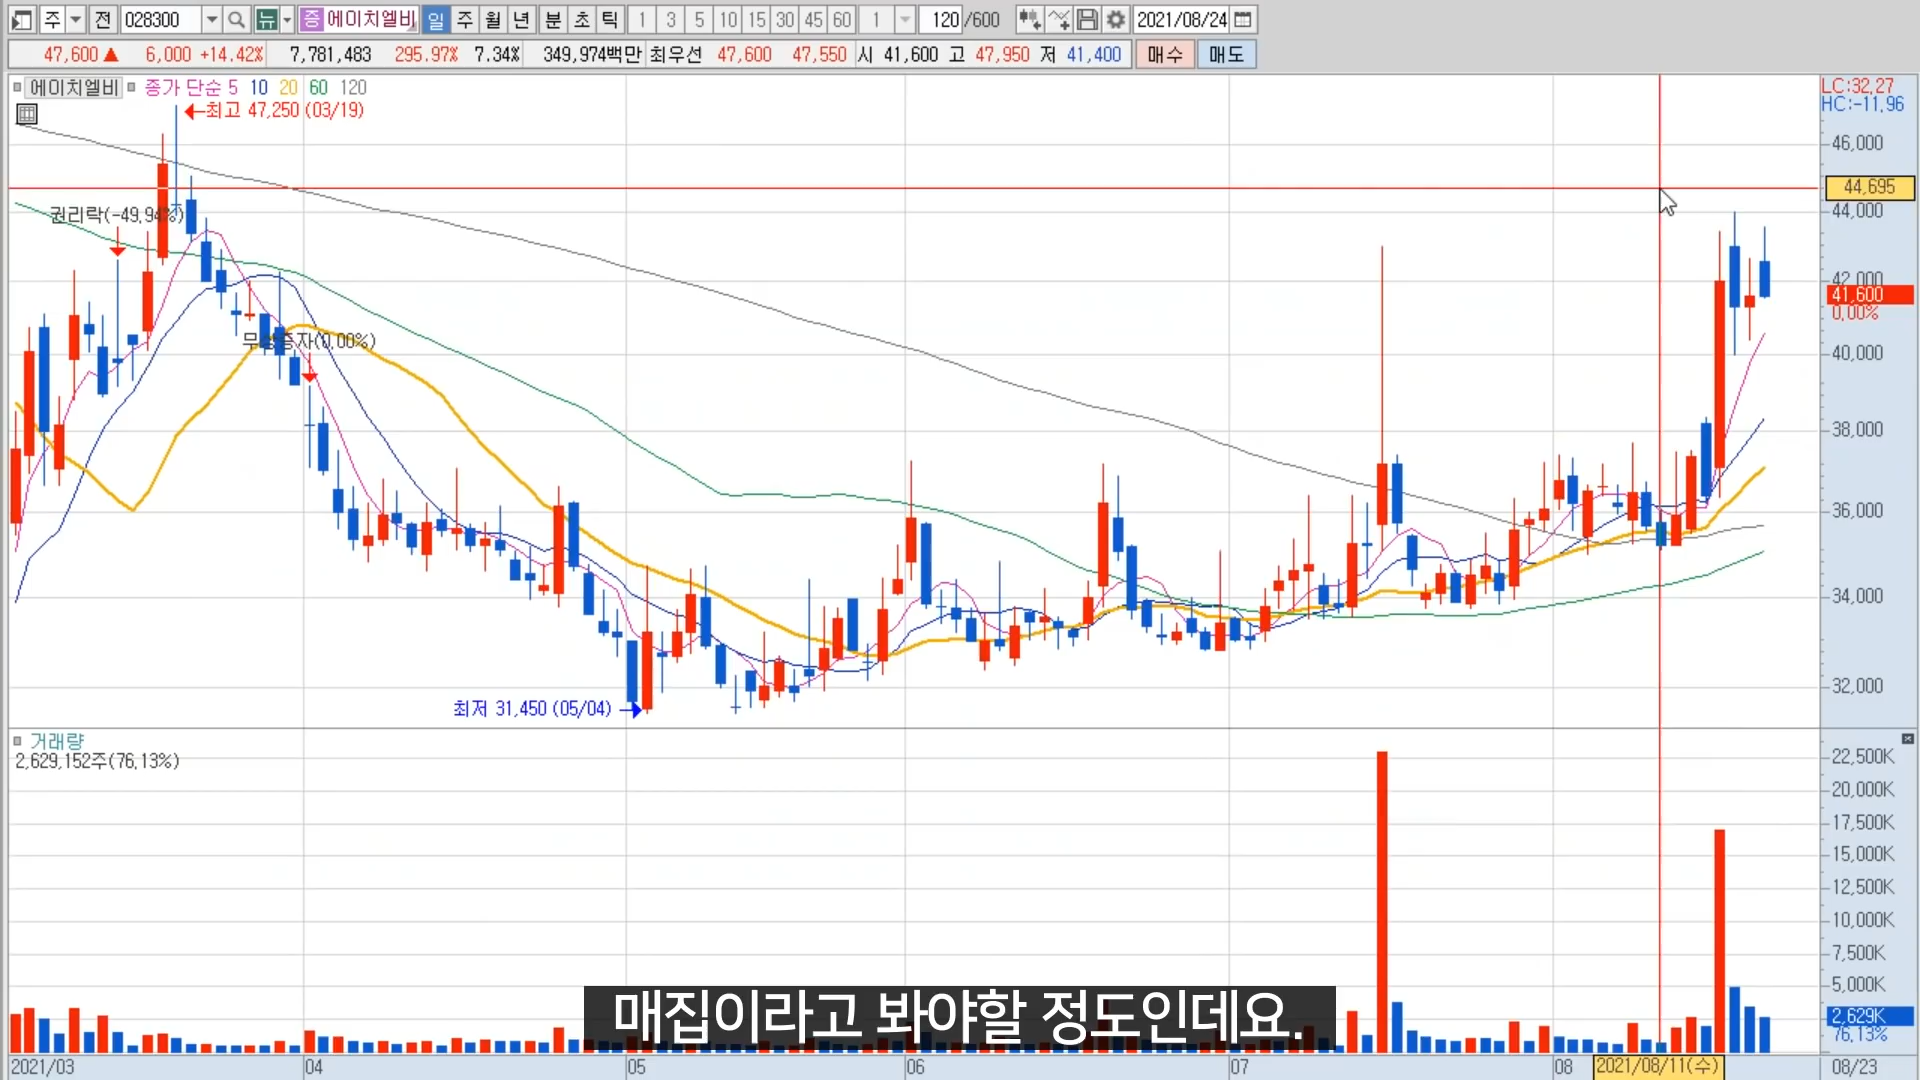 주 전 028300 뉴 증 에이치엘비 일 주 월 년 분 초 틱 1 3 5 10 15 30 45 60 1 120 /600 2021/08/24
47,600 ▲ 6,000 +14.42% 7,781,483 295.97% 7.34% 349,974백만 최우선 47,600 47,550 시 41,600 고 47,950 저 41,400 매수 매도
에이치엘비 종가 단순 5 10 20 60 120
LC:32,27
HC:-11,96
최고 47,250 (03/19)
46,000
44,695
44,000
권리락(-49,94%)
42,000
41,600
0,00%
무상증자(0,00%)
40,000
38,000
36,000
34,000
32,000
최저 31,450 (05/04)
거래량
2,629,152주(76,13%)
22,500K
20,000K
17,500K
15,000K
12,500K
10,000K
7,500K
5,000K
2,629K
76,13%
매집이라고 봐야할 정도인데요.
2021/03 04 05 06 07 08 2021/08/11(수) 08/23